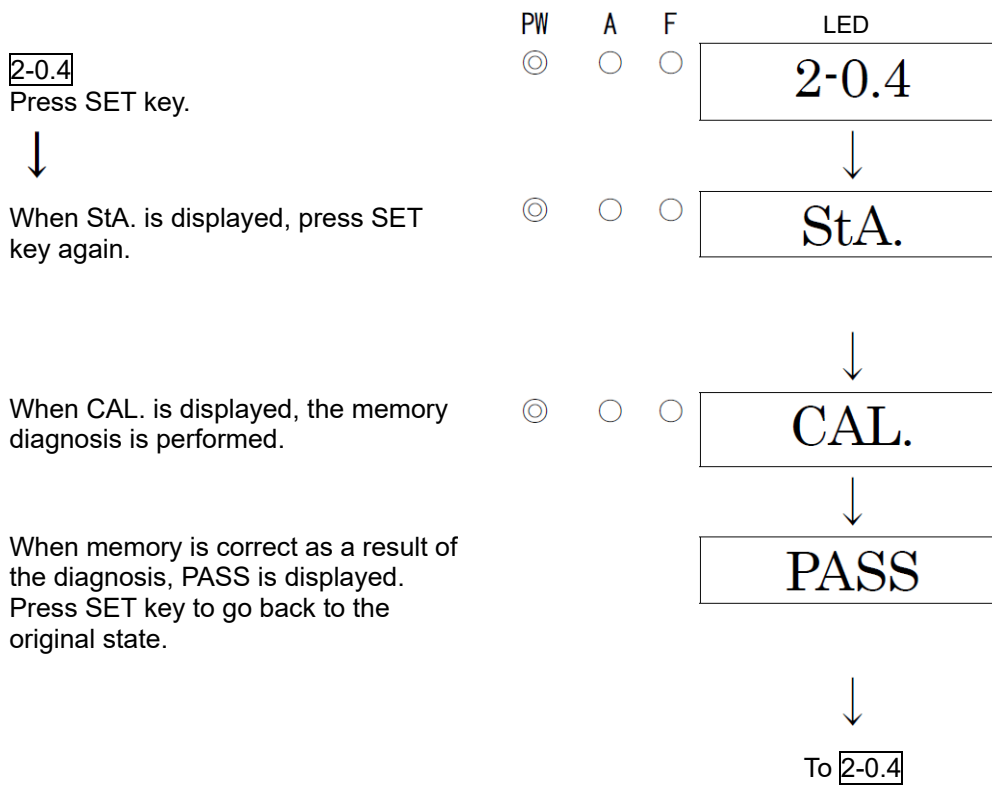 PW A F LED
2-0.4
2-0.4
Press SET key.
When StA. is displayed, press SET
key again.
StA.
When CAL. is displayed, the memory
diagnosis is performed.
CAL.
When memory is correct as a result of
the diagnosis, PASS is displayed.
Press SET key to go back to the
original state.
PASS
To 2-0.4